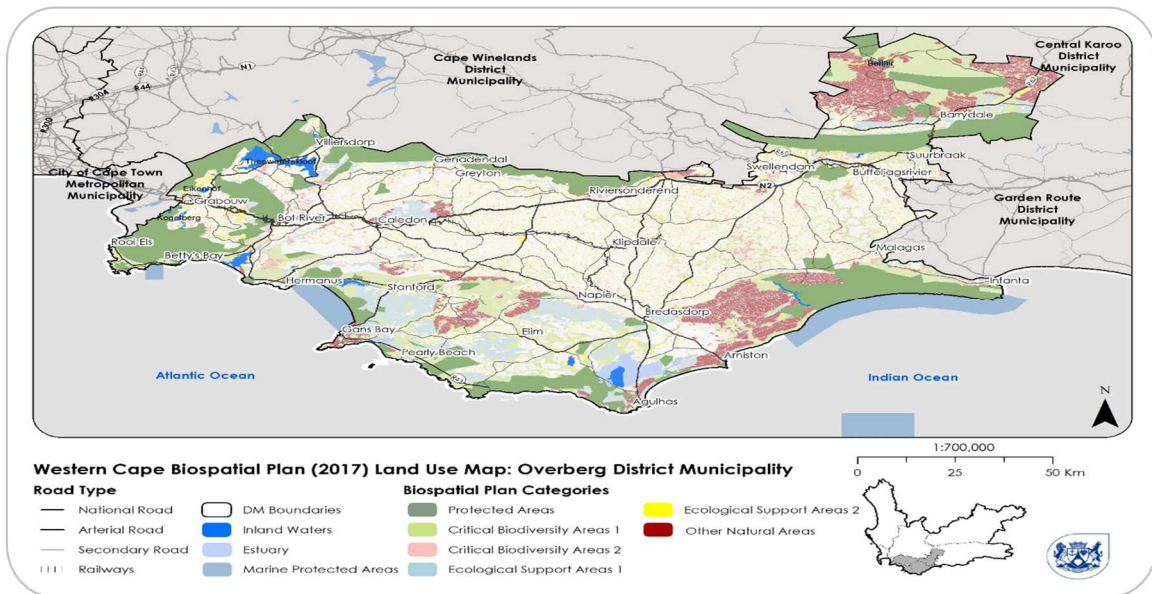 Central Karoo
District
Municipality
Cape Winelands
District
Municipality
N1
R44
R304
R300
Barrydale
Villiersdorp
Theewaterskloof
Genadendal
Greyton
Suurbraak
Swellendam
Buffeljagsrivier
City of Cape Town
Metropolitan
Municipality
Eikenhof
Grabouw
Riviersonderend
N2
Garden Route
District
Municipality
Kogelberg
Bot River
Caledon
Rooi-Els
Klipdale
Malagas
Betty's Bay
Hermanus
Stanford
Infanta
Napier
Bredasdorp
Gans Bay
Elim
Pearly Beach
Arniston
Atlantic Ocean
Indian Ocean
R43
Agulhas
N
1:700,000
0 25 50 Km
Western Cape Biospatial Plan (2017) Land Use Map: Overberg District Municipality
Road Type
National Road
Arterial Road
Secondary Road
Railways
DM Boundaries
Inland Waters
Estuary
Marine Protected Areas
Biospatial Plan Categories
Protected Areas
Critical Biodiversity Areas 1
Critical Biodiversity Areas 2
Ecological Support Areas 1
Ecological Support Areas 2
Other Natural Areas